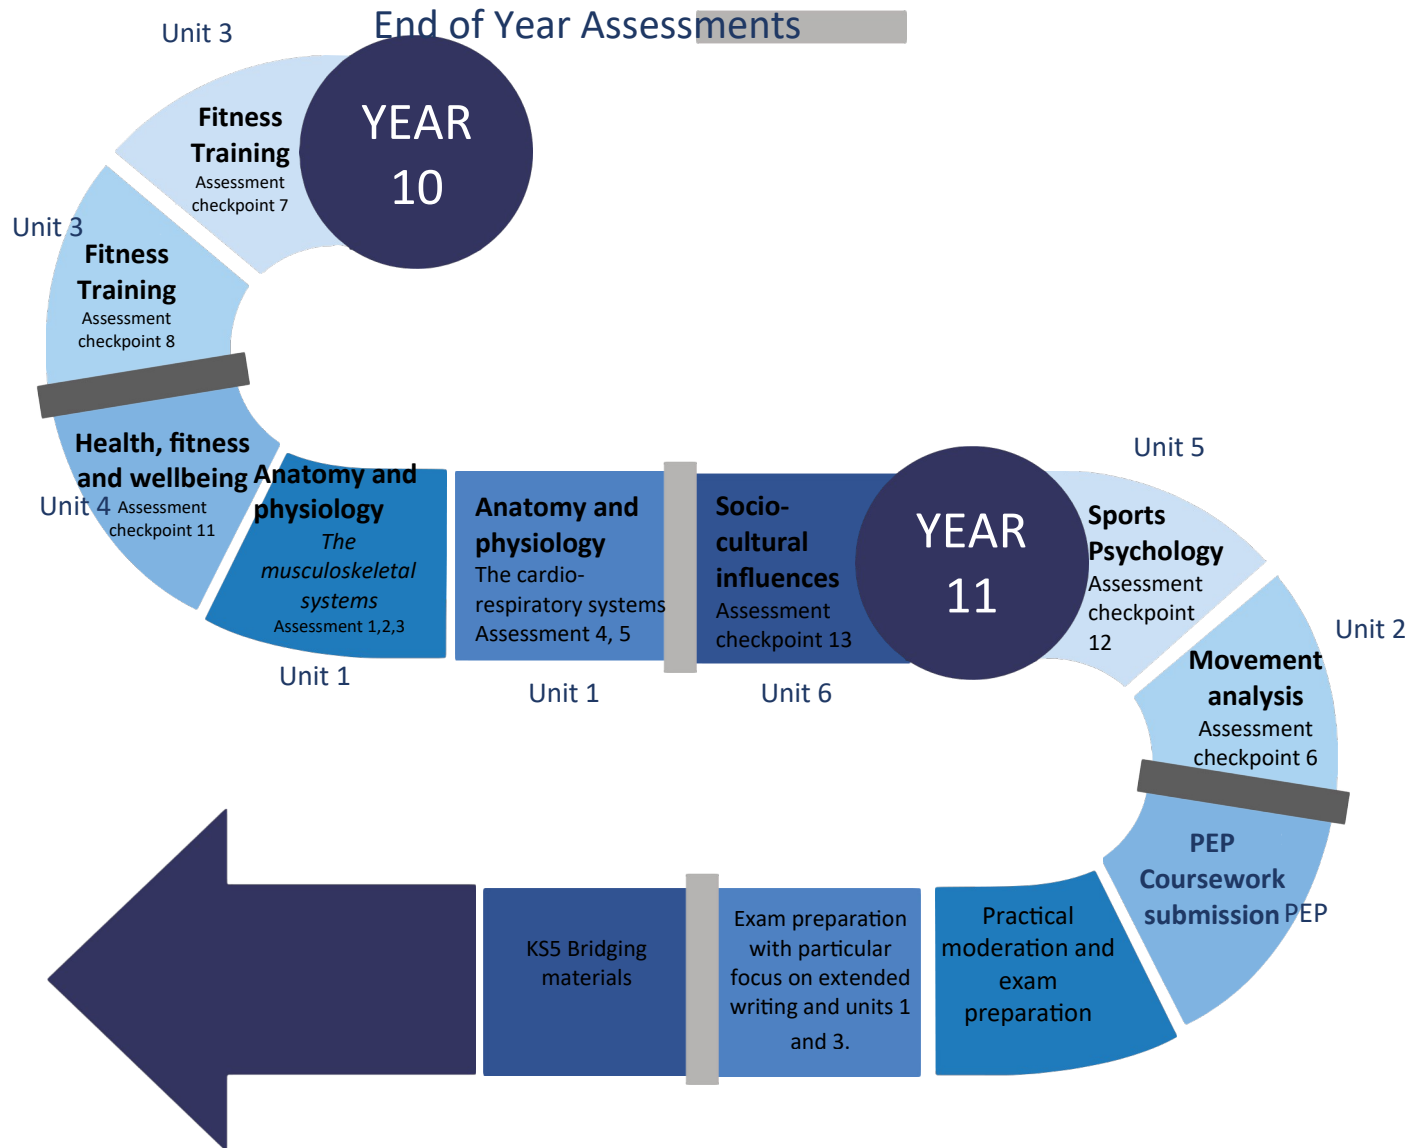 End of Year Assessments
Unit 3
YEAR
10
Fitness
Training
Assessment
checkpoint 7
Unit 3
Fitness
Training
Assessment
checkpoint 8
Health, fitness
and wellbeing
Unit 4
Assessment
checkpoint 11
Anatomy and
physiology
The
musculoskeletal
systems
Assessment 1,2,3
Unit 1
Anatomy and
physiology
The cardio-
respiratory systems
Assessment 4, 5
Unit 1
Socio-
cultural
influences
Assessment
checkpoint 13
Unit 6
YEAR
11
Unit 5
Sports
Psychology
Assessment
checkpoint
12
Unit 2
Movement
analysis
Assessment
checkpoint 6
PEP
Coursework
submission
PEP
Practical
moderation and
exam
preparation
Exam preparation
with particular
focus on extended
writing and units 1
and 3.
KS5 Bridging
materials